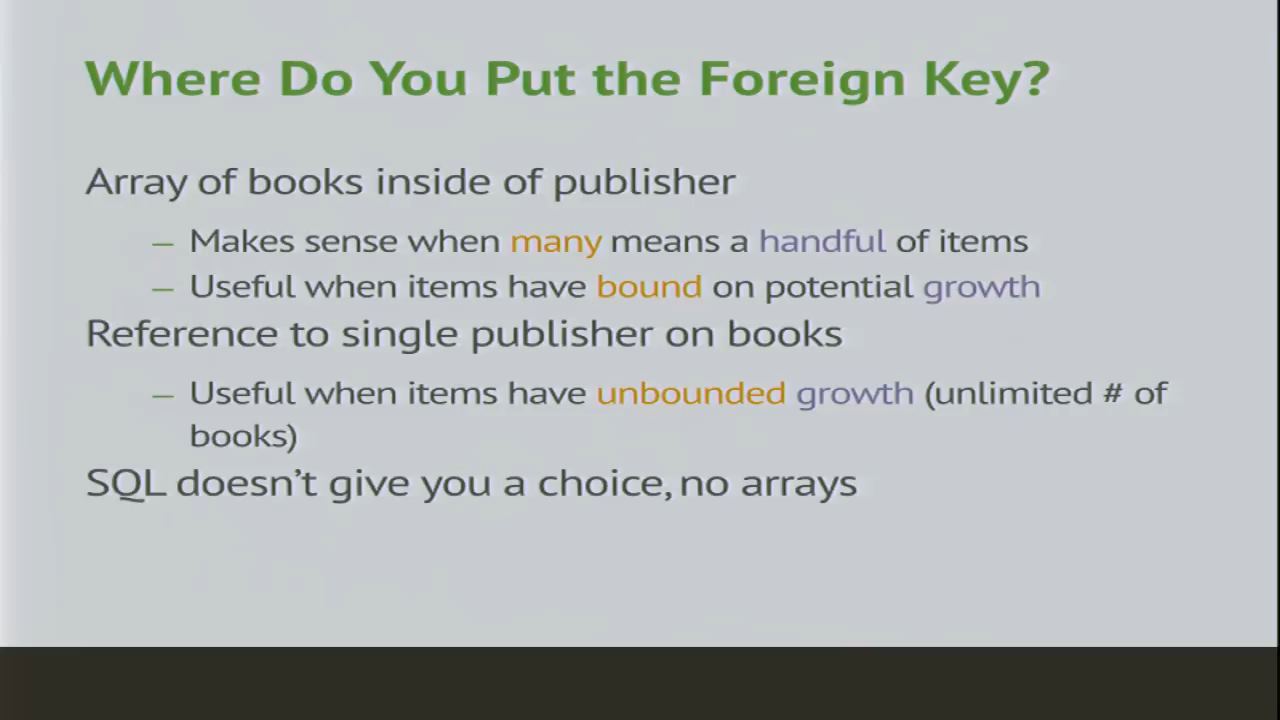 Where Do You Put the Foreign Key?
Array of books inside of publisher
– Makes sense when many means a handful of items
– Useful when items have bound on potential growth
Reference to single publisher on books
– Useful when items have unbounded growth (unlimited # of
books)
SQL doesn’t give you a choice, no arrays